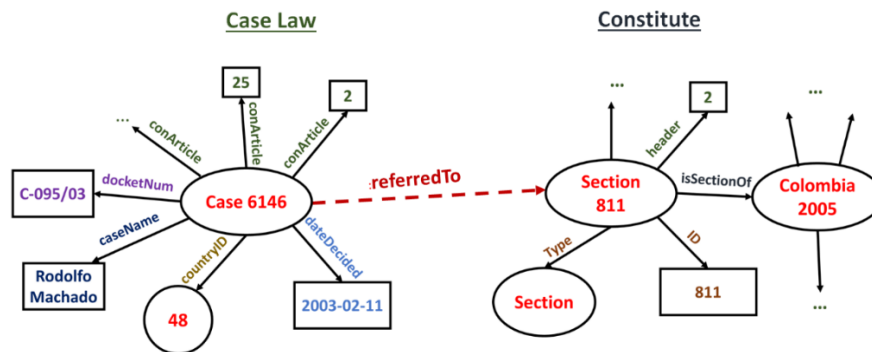 Case Law
Constitute
25
2
...
conArticle
conArticle
conArticle
...
2
...
header
C-095/03
docketNum
Case 6146
:referredTo
Section
811
isSectionOf
Colombia
2005
caseName
countryID
dateDecided
Type
ID
Rodolfo
Machado
48
2003-02-11
Section
811
...